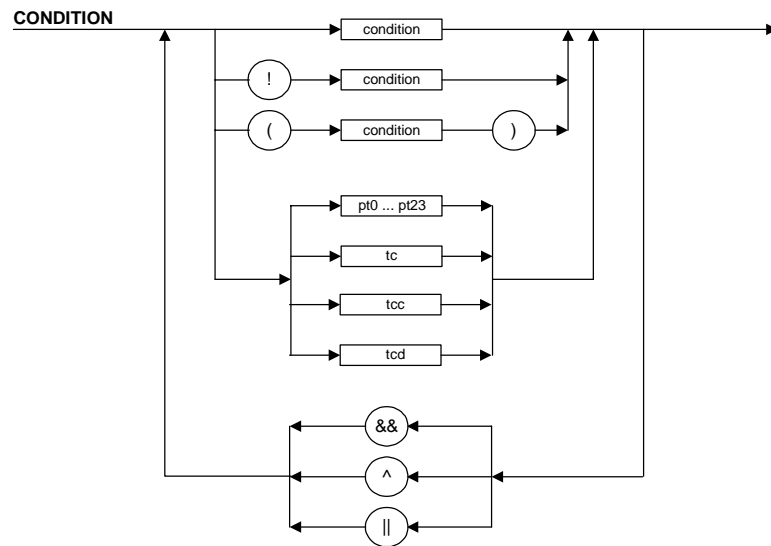 CONDITION
condition
! condition
( condition )
pt0 ... pt23
tc
tcc
tcd
&&
^
||